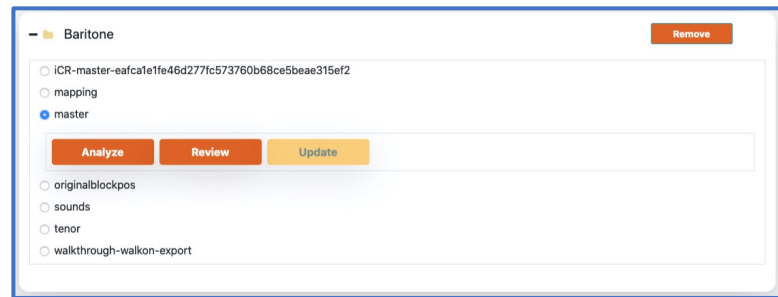 Baritone
Remove
iCR-master-eafca1e1fe46d277fc573760b68ce5beae315ef2
mapping
master
Analyze
Review
Update
originalblockpos
sounds
tenor
walkthrough-walkon-export